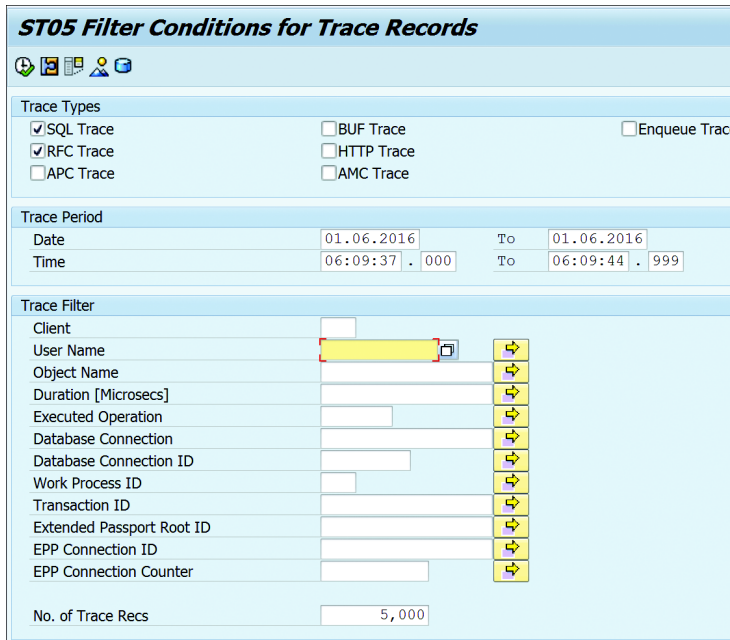 ST05 Filter Conditions for Trace Records
Trace Types
SQL Trace BUF Trace Enqueue Trac
RFC Trace HTTP Trace
APC Trace AMC Trace
Trace Period
Date 01.06.2016 To 01.06.2016
Time 06:09:37 . 000 To 06:09:44 . 999
Trace Filter
Client
User Name
Object Name
Duration [Microsecs]
Executed Operation
Database Connection
Database Connection ID
Work Process ID
Transaction ID
Extended Passport Root ID
EPP Connection ID
EPP Connection Counter
No. of Trace Recs 5,000